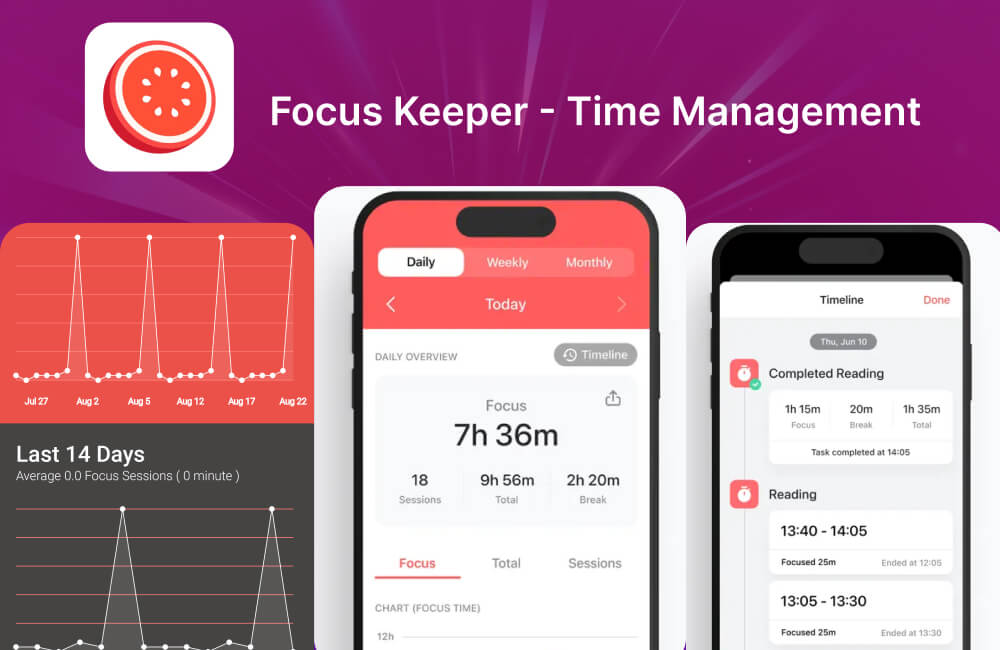 Focus Keeper - Time Management
Jul 27 Aug 2 Aug 5 Aug 12 Aug 17 Aug 22
Last 14 Days
Average 0.0 Focus Sessions ( 0 minute )
Daily Weekly Monthly
Today
DAILY OVERVIEW Timeline
Focus
7h 36m
18 9h 56m 2h 20m
Sessions Total Break
Focus Total Sessions
CHART (FOCUS TIME)
12h
Timeline Done
Thu, Jun 10
Completed Reading
1h 15m 20m 1h 35m
Focus Break Total
Task completed at 14:05
Reading
13:40 - 14:05
Focused 25m Ended at 12:05
13:05 - 13:30
Focused 25m Ended at 13:30